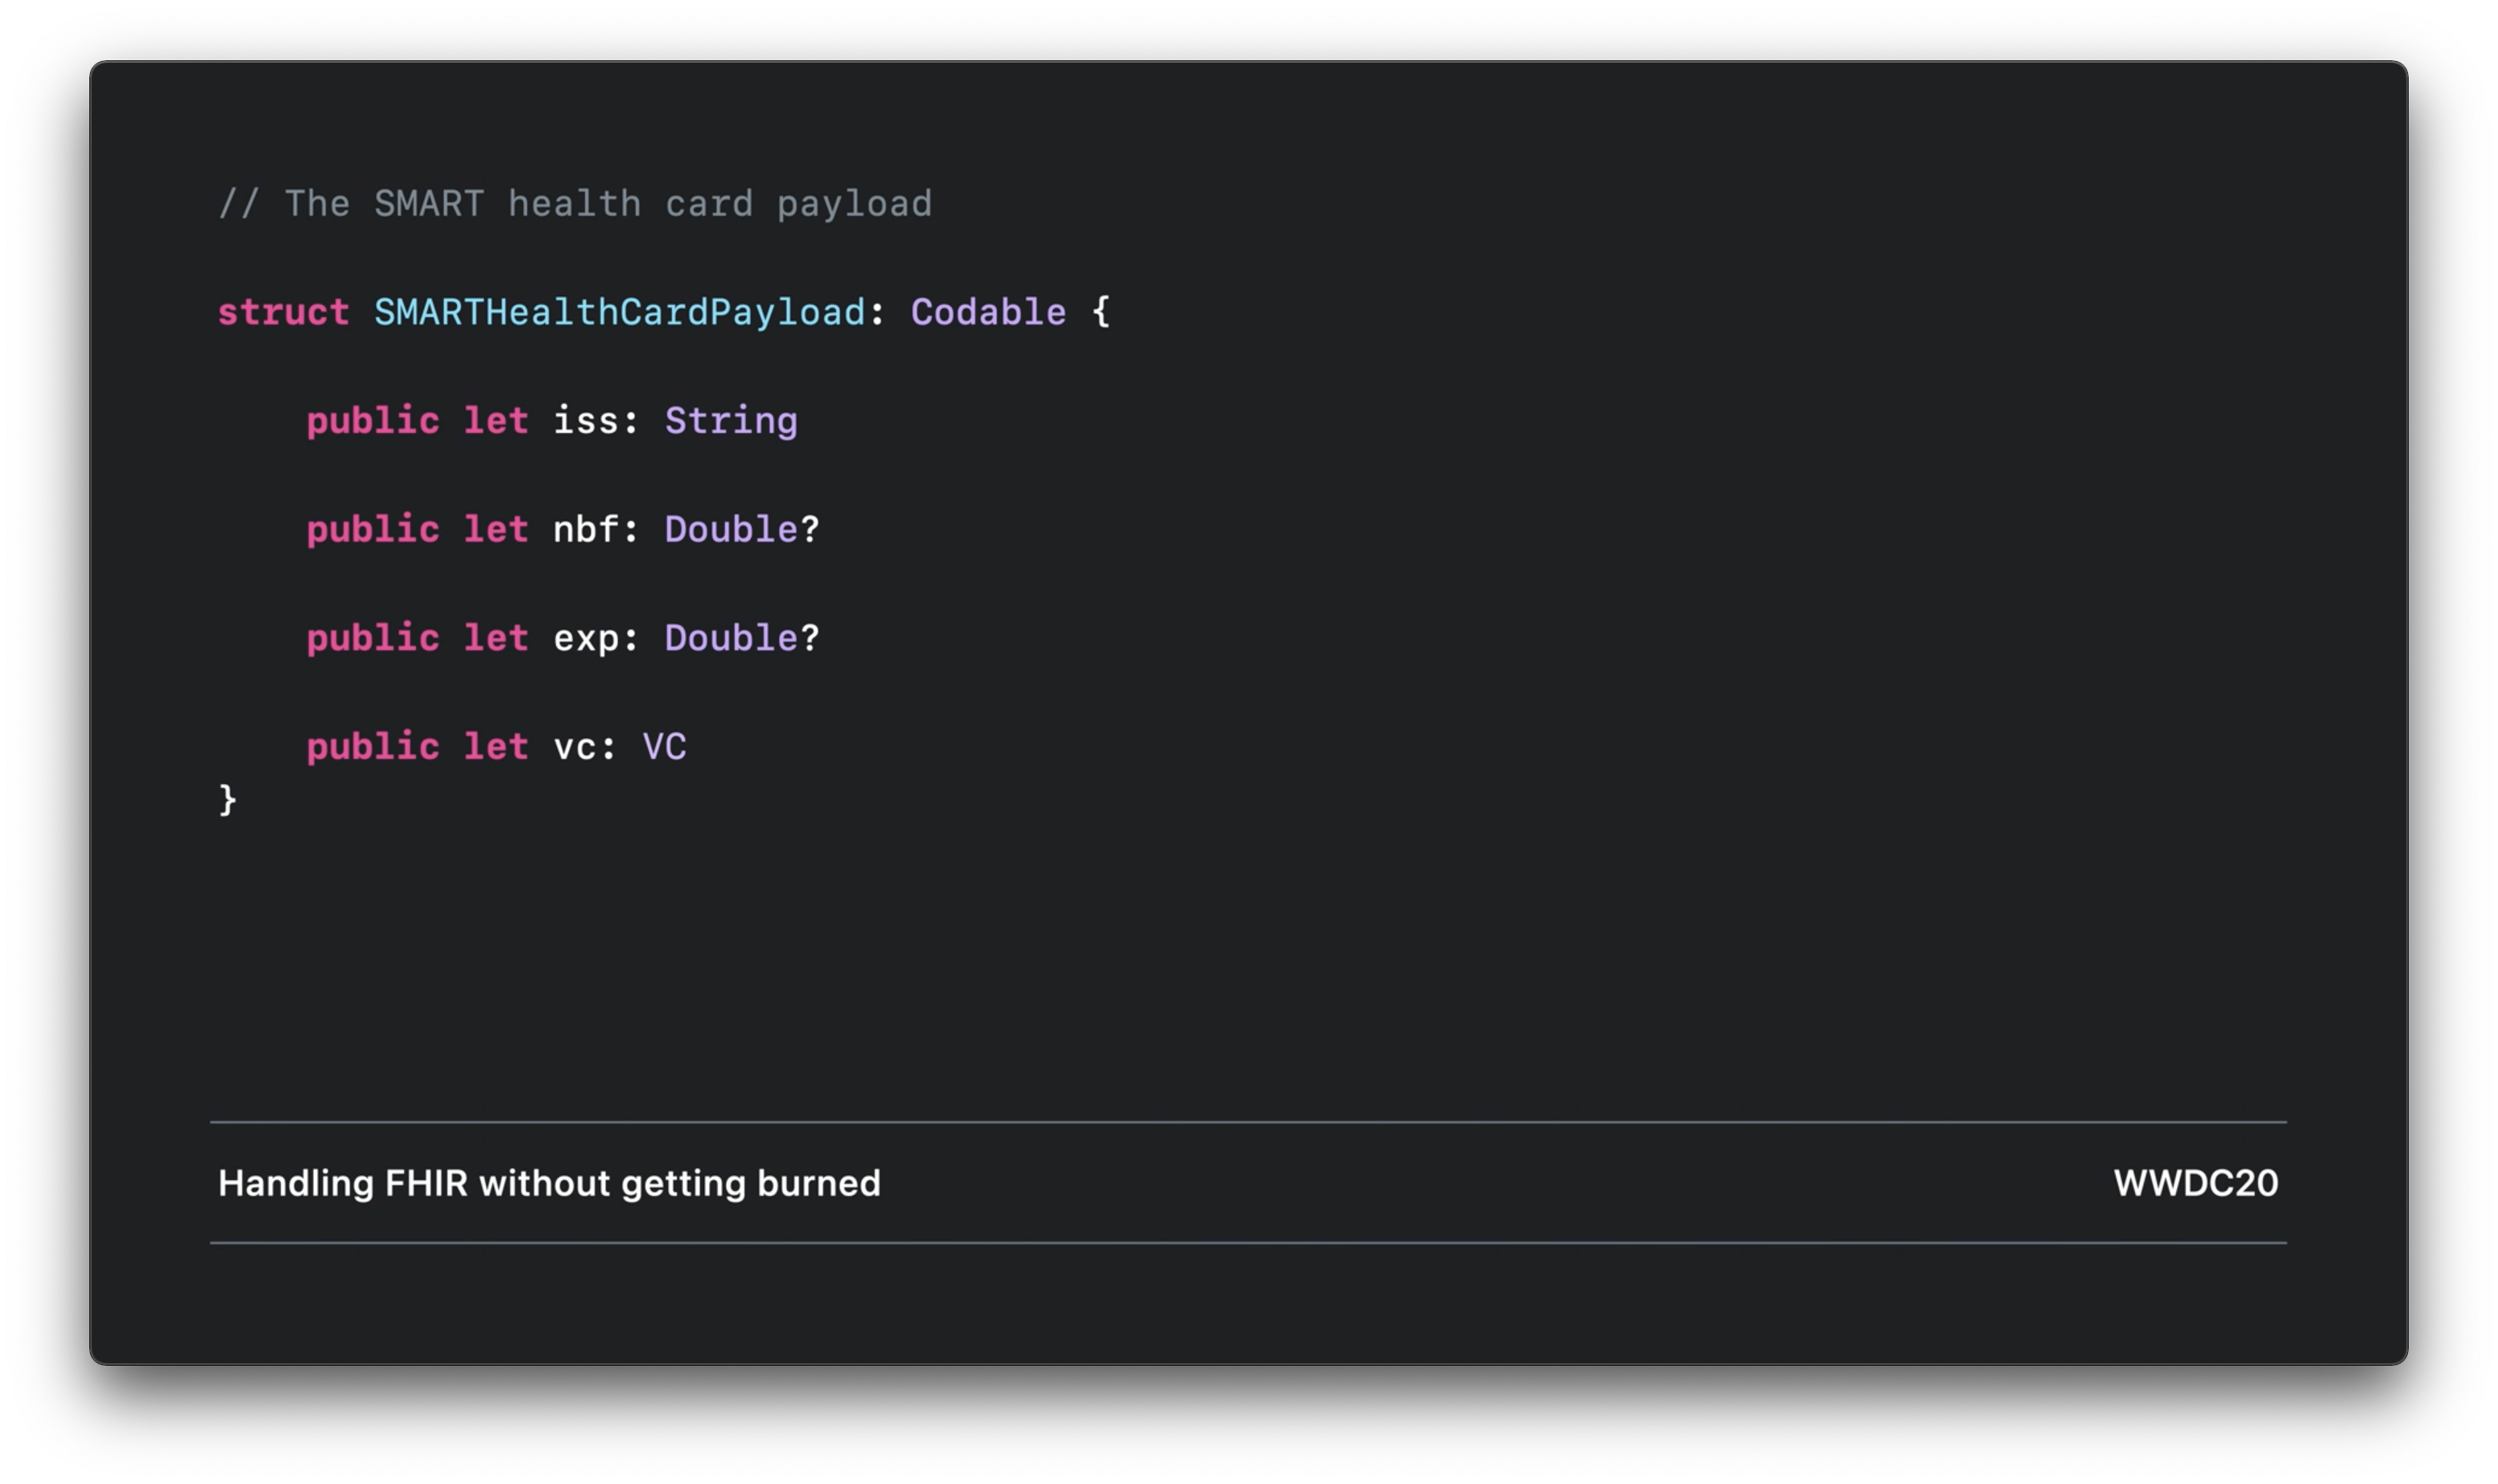 // The SMART health card payload
struct SMARTHealthCardPayload: Codable {
    public let iss: String
    public let nbf: Double?
    public let exp: Double?
    public let vc: VC
}
Handling FHIR without getting burned
WWDC20